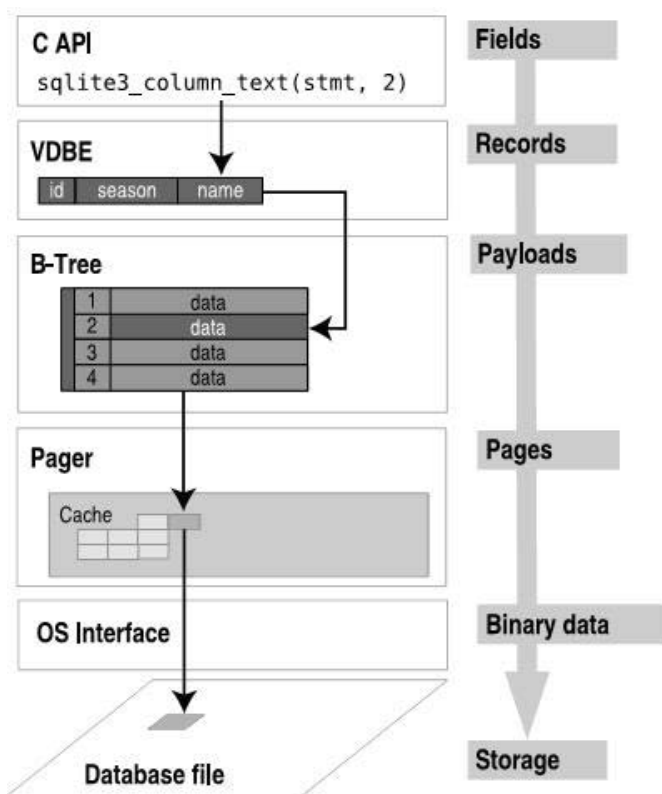 C API
sqlite3_column_text(stmt, 2)
Fields
VDBE
id season name
Records
B-Tree
1 data
2 data
3 data
4 data
Payloads
Pager
Cache
Pages
OS Interface
Binary data
Database file
Storage